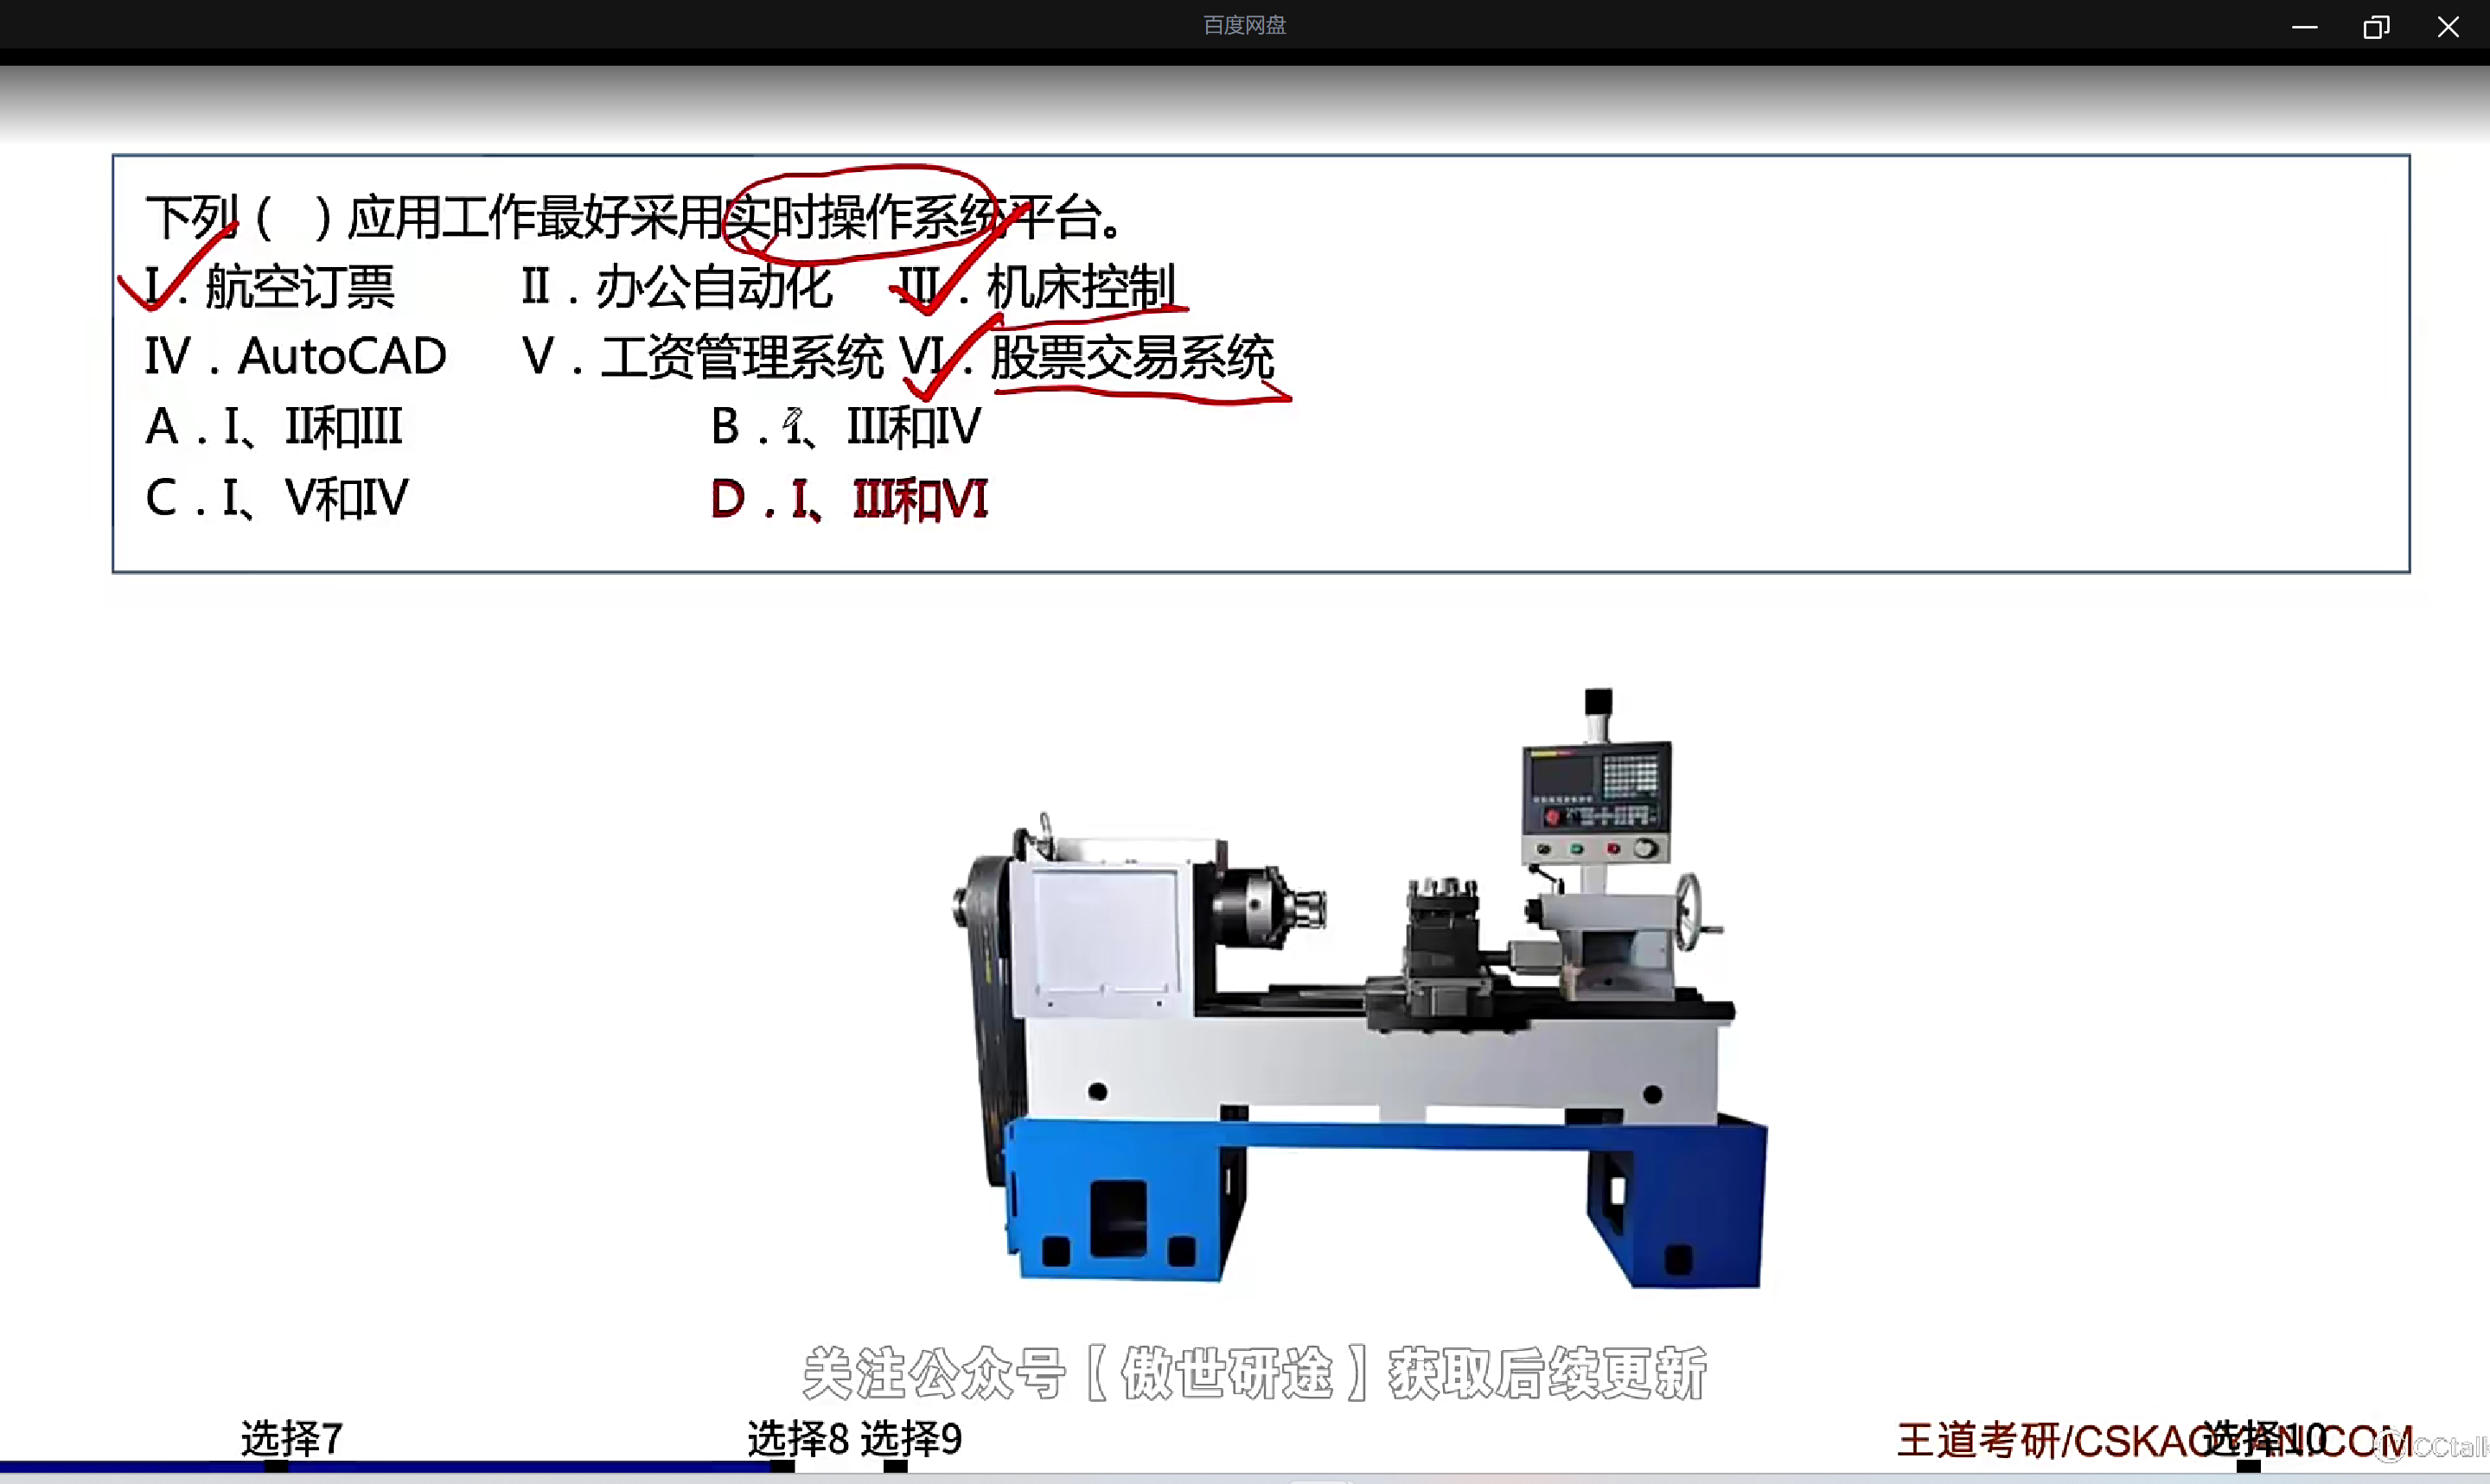 百度网盘
下列（ ）应用工作最好采用实时操作系统平台。
I．航空订票 II．办公自动化 III．机床控制
IV．AutoCAD V．工资管理系统 VI．股票交易系统
A．I、II和III B．I、III和IV
C．I、V和IV D．I、III和VI
关注公众号【傲世研途】获取后续更新
选择7 选择8 选择9 选择10
王道考研/CSKAOYAN.COM
CCtalk